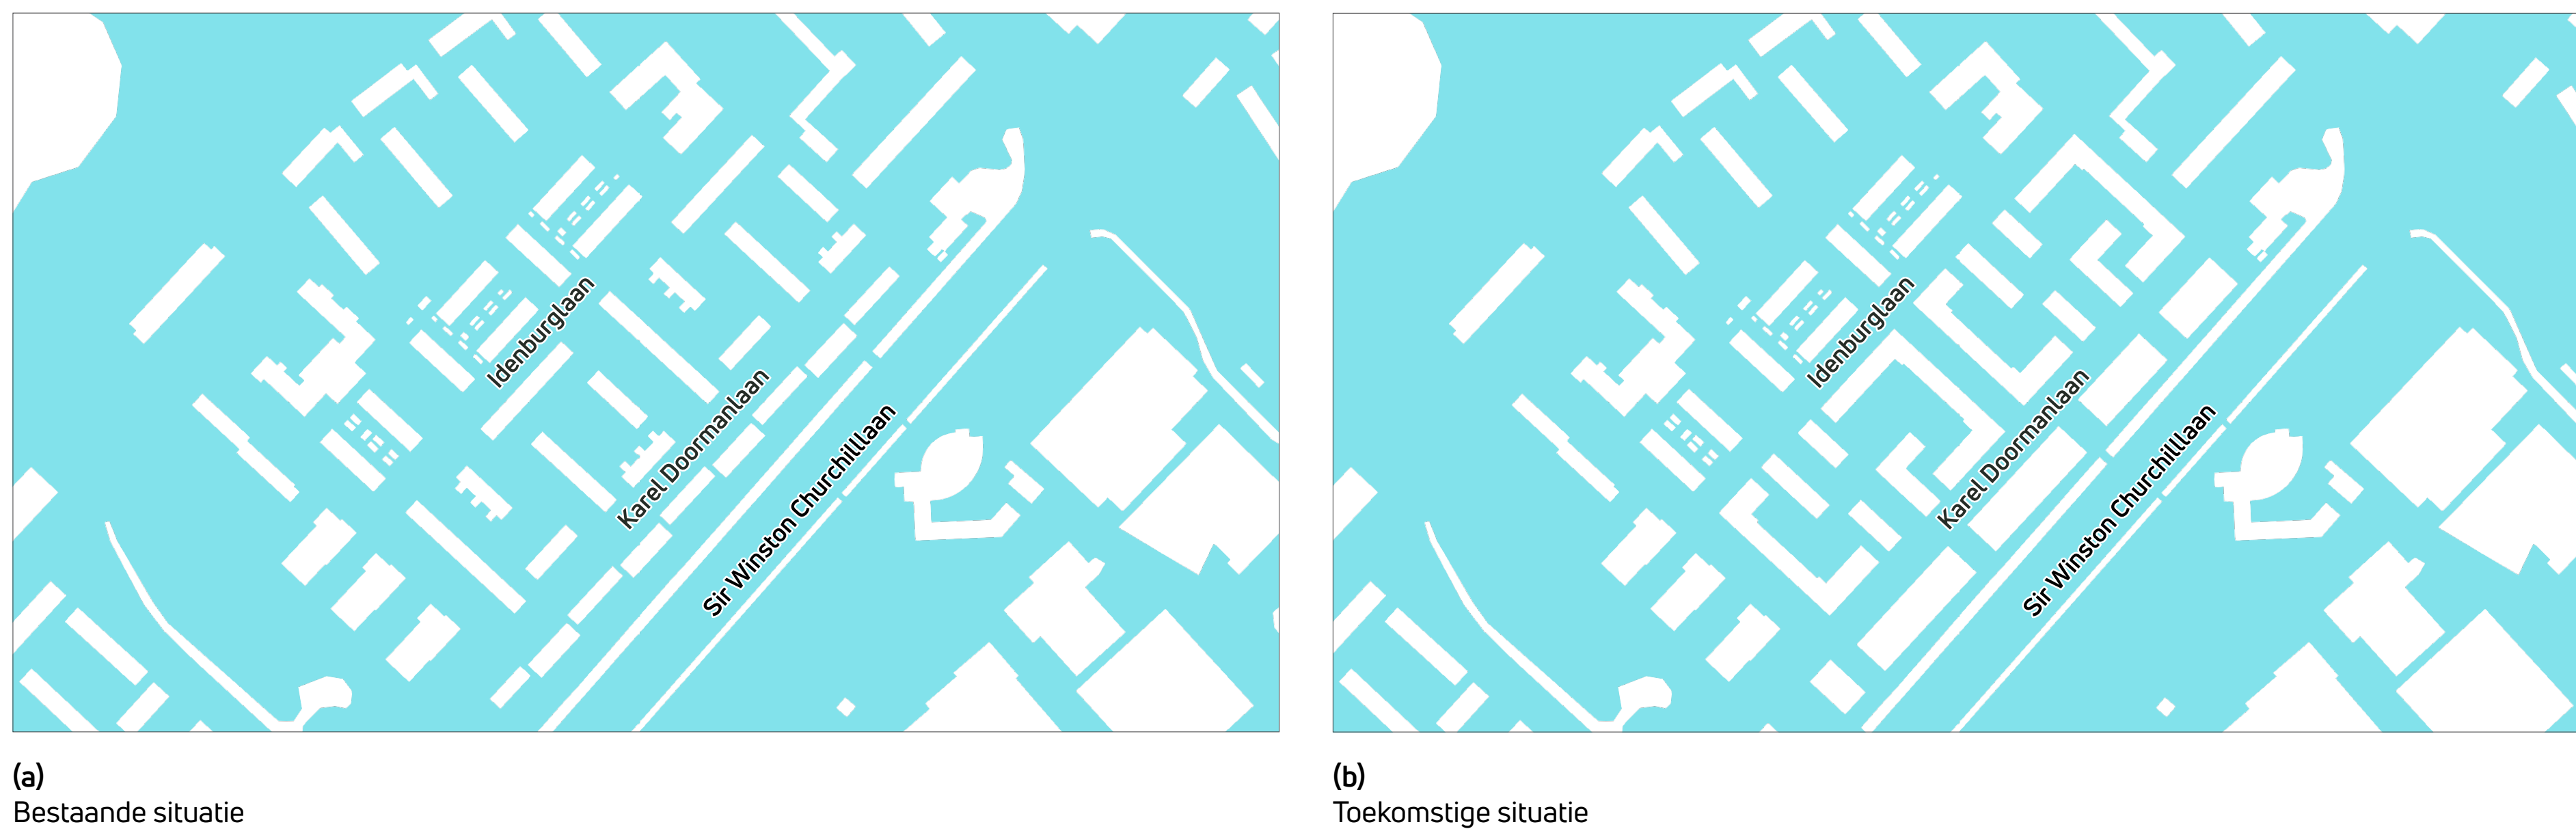 Idenburglaan
Karel Doormanlaan
Sir Winston Churchilllaan
(a)
Bestaande situatie
Idenburglaan
Karel Doormanlaan
Sir Winston Churchilllaan
(b)
Toekomstige situatie